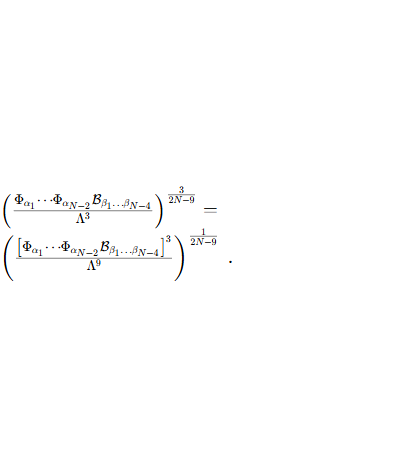 \left( \frac{\Phi_{\alpha_1} \cdots \Phi_{\alpha_{N-2}} \mathcal{B}_{\beta_1 \ldots \beta_{N-4}}}{\Lambda^3} \right)^{\frac{3}{2N-9}} =
\left( \frac{\left[ \Phi_{\alpha_1} \cdots \Phi_{\alpha_{N-2}} \mathcal{B}_{\beta_1 \ldots \beta_{N-4}} \right]^3}{\Lambda^9} \right)^{\frac{1}{2N-9}} .